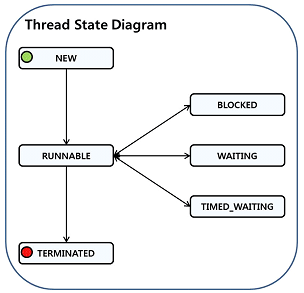 Thread State Diagram
NEW
BLOCKED
RUNNABLE
WAITING
TIMED_WAITING
TERMINATED